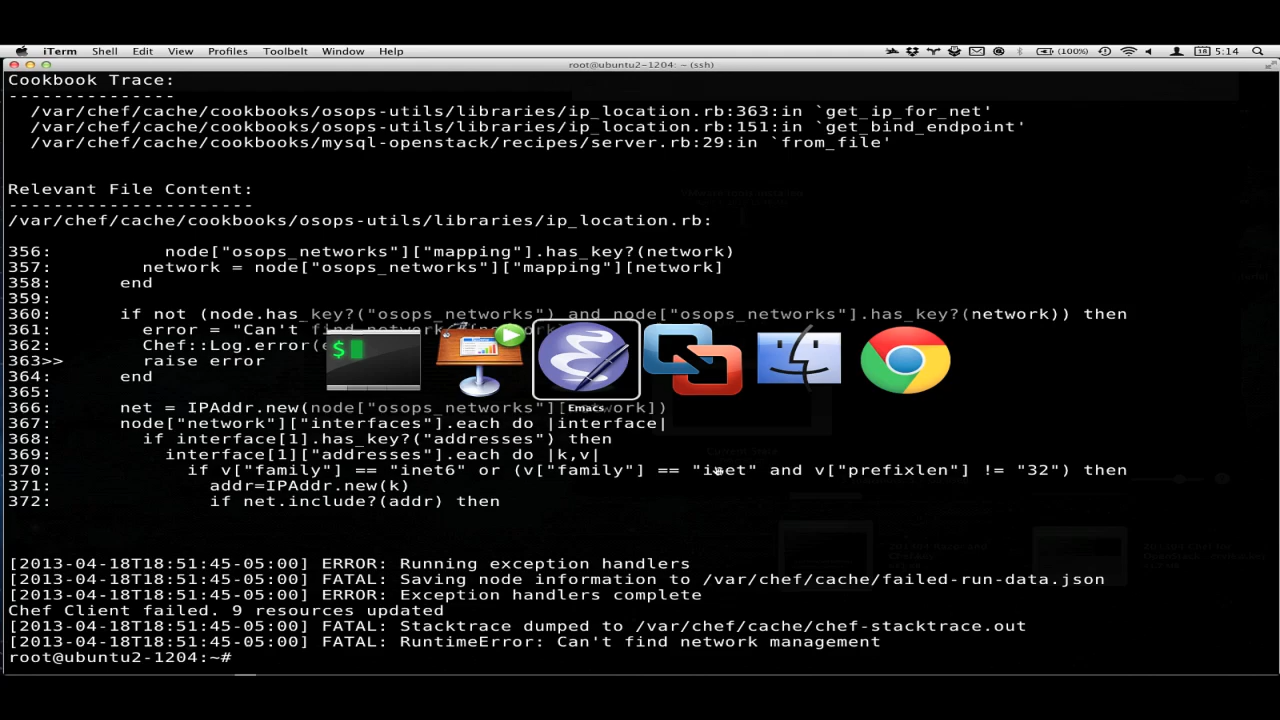 iTerm Shell Edit View Profiles Toolbelt Window Help (100%) 18 5:14
root@ubuntu2-1204: ~ (ssh)
Cookbook Trace:
---------------
/var/chef/cache/cookbooks/osops-utils/libraries/ip_location.rb:363:in `get_ip_for_net'
/var/chef/cache/cookbooks/osops-utils/libraries/ip_location.rb:151:in `get_bind_endpoint'
/var/chef/cache/cookbooks/mysql-openstack/recipes/server.rb:29:in `from_file'
Relevant File Content:
----------------------
/var/chef/cache/cookbooks/osops-utils/libraries/ip_location.rb:
356: node["osops_networks"]["mapping"].has_key?(network)
357: network = node["osops_networks"]["mapping"][network]
358: end
359:
360: if not (node.has_key?("osops_networks") and node["osops_networks"].has_key?(network)) then
361: error = "Can't find network
362: Chef::Log.error(
363>> raise error
364: end
365:
366: net = IPAddr.new(node["osops_networks"][network])
367: node["network"]["interfaces"].each do |interface|
368: if interface[1].has_key?("addresses") then
369: interface[1]["addresses"].each do |k,v|
370: if v["family"] == "inet6" or (v["family"] == "inet" and v["prefixlen"] != "32") then
371: addr=IPAddr.new(k)
372: if net.include?(addr) then
$
Emacs
[2013-04-18T18:51:45-05:00] ERROR: Running exception handlers
[2013-04-18T18:51:45-05:00] FATAL: Saving node information to /var/chef/cache/failed-run-data.json
[2013-04-18T18:51:45-05:00] ERROR: Exception handlers complete
Chef Client failed. 9 resources updated
[2013-04-18T18:51:45-05:00] FATAL: Stacktrace dumped to /var/chef/cache/chef-stacktrace.out
[2013-04-18T18:51:45-05:00] FATAL: RuntimeError: Can't find network management
root@ubuntu2-1204:~#